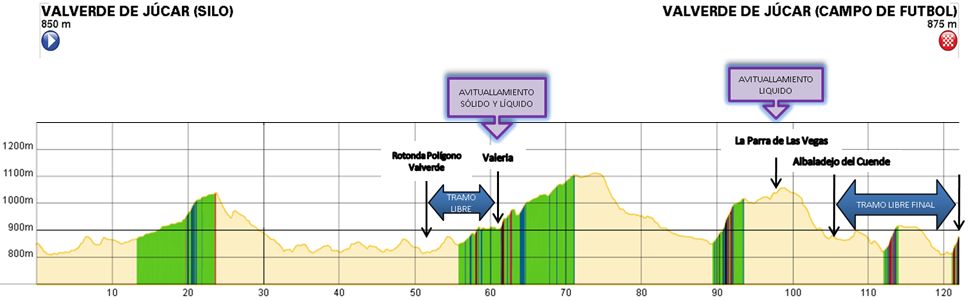 VALVERDE DE JÚCAR (SILO)
850 m
VALVERDE DE JÚCAR (CAMPO DE FUTBOL)
875 m
AVITUALLAMIENTO
SÓLIDO Y LÍQUIDO
AVITUALLAMIENTO
LIQUIDO
La Parra de Las Vegas
Rotonda Polígono
Valverde
Valeria
Albaladejo del Cuende
TRAMO
LIBRE
TRAMO LIBRE FINAL
1200m
1100m
1000m
900m
800m
10 20 30 40 50 60 70 80 90 100 110 120